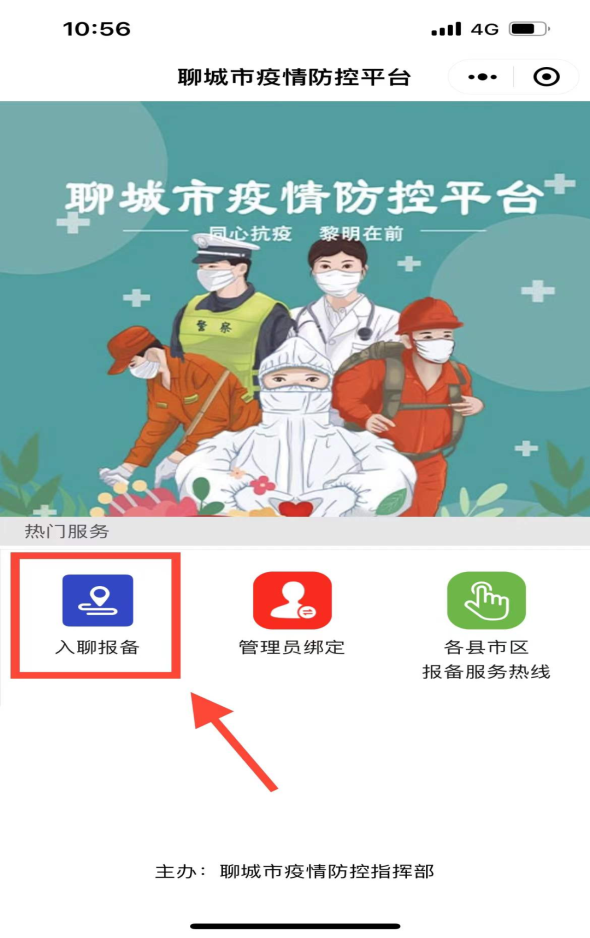 10:56
4G
聊城市疫情防控平台
聊城市疫情防控平台
同心抗疫 黎明在前
警察
热门服务
入聊报备
管理员绑定
各县市区
报备服务热线
主办：聊城市疫情防控指挥部